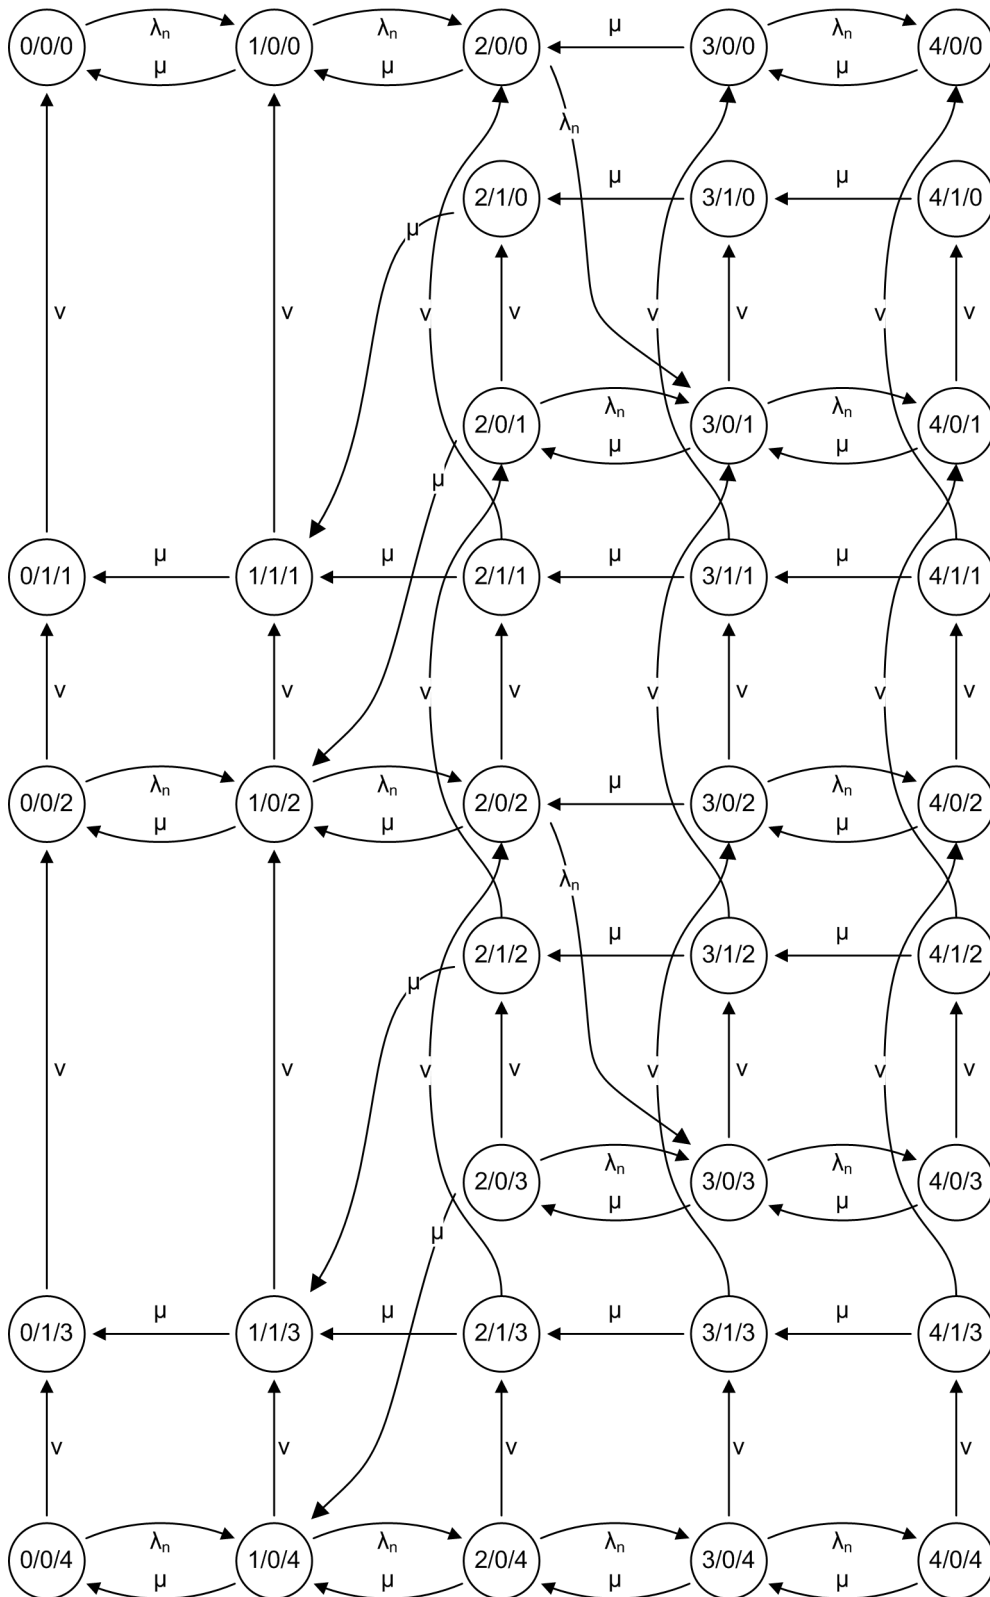 λn λn μ λn
0/0/0 1/0/0 2/0/0 3/0/0 4/0/0
μ μ μ
λn
μ μ
2/1/0 3/1/0 4/1/0
μ
v v v v v v v v
λn λn
2/0/1 3/0/1 4/0/1
μ μ
μ
μ μ μ μ
0/1/1 1/1/1 2/1/1 3/1/1 4/1/1
v v v v v v v v
λn λn μ λn
0/0/2 1/0/2 2/0/2 3/0/2 4/0/2
μ μ μ
λn
μ μ
2/1/2 3/1/2 4/1/2
μ
v v v v v v v v
λn λn
2/0/3 3/0/3 4/0/3
μ μ
μ
μ μ μ μ
0/1/3 1/1/3 2/1/3 3/1/3 4/1/3
v v v v v
λn λn λn λn
0/0/4 1/0/4 2/0/4 3/0/4 4/0/4
μ μ μ μ